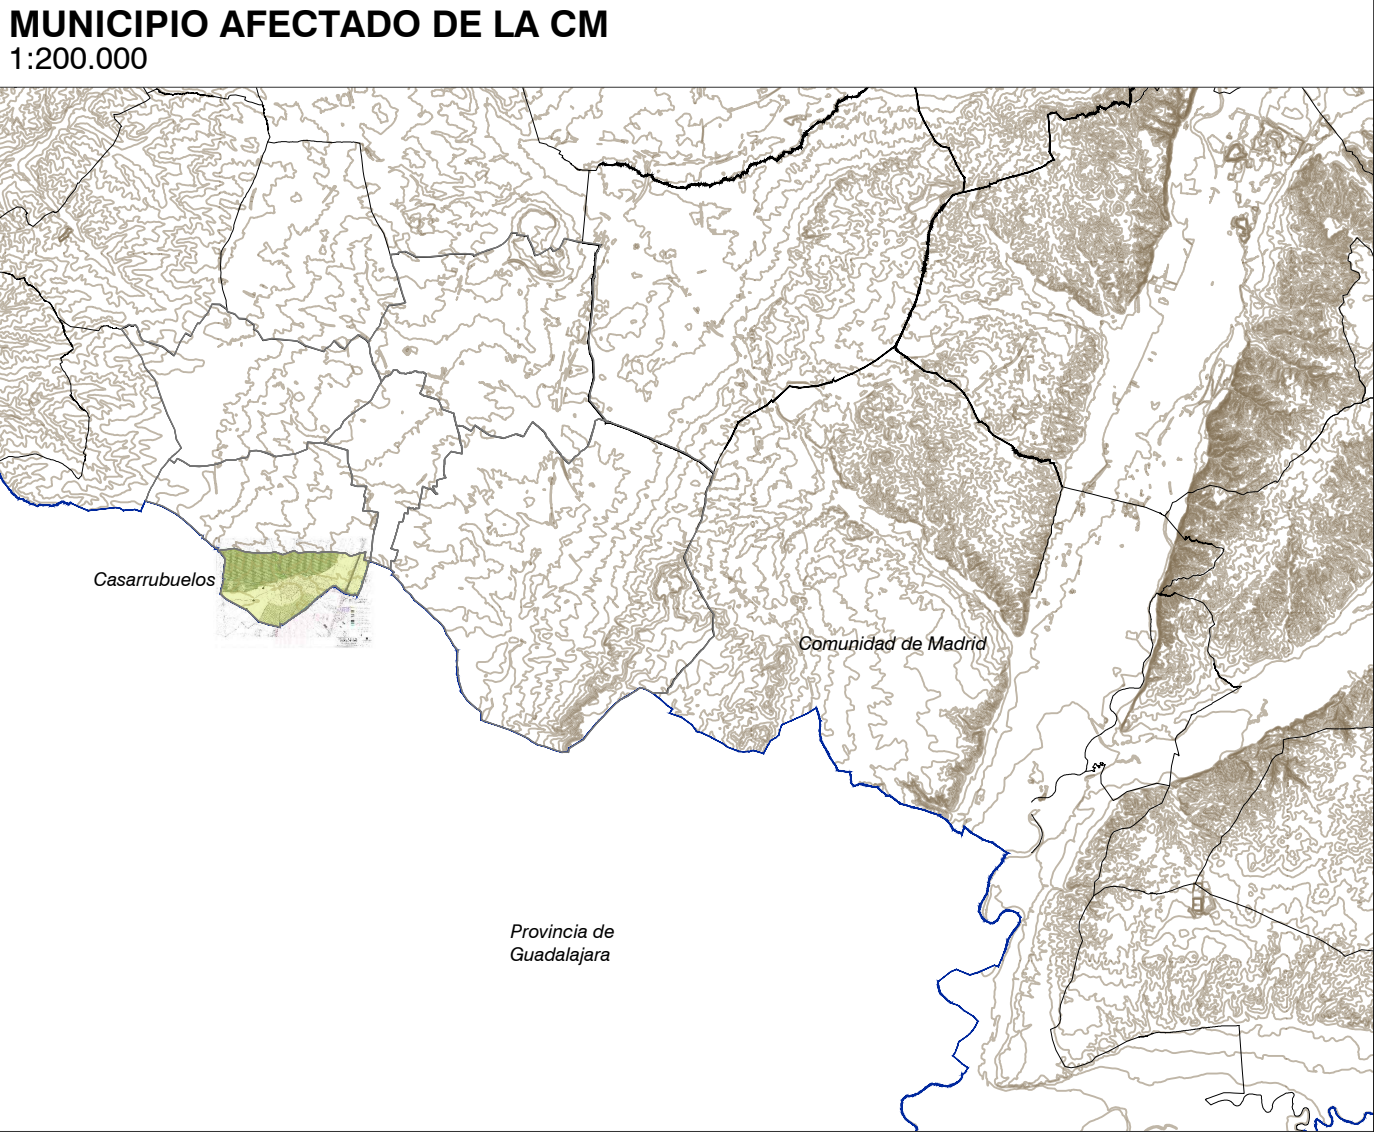 MUNICIPIO AFECTADO DE LA CM
1:200.000
Casarrubuelos
Comunidad de Madrid
Provincia de
Guadalajara